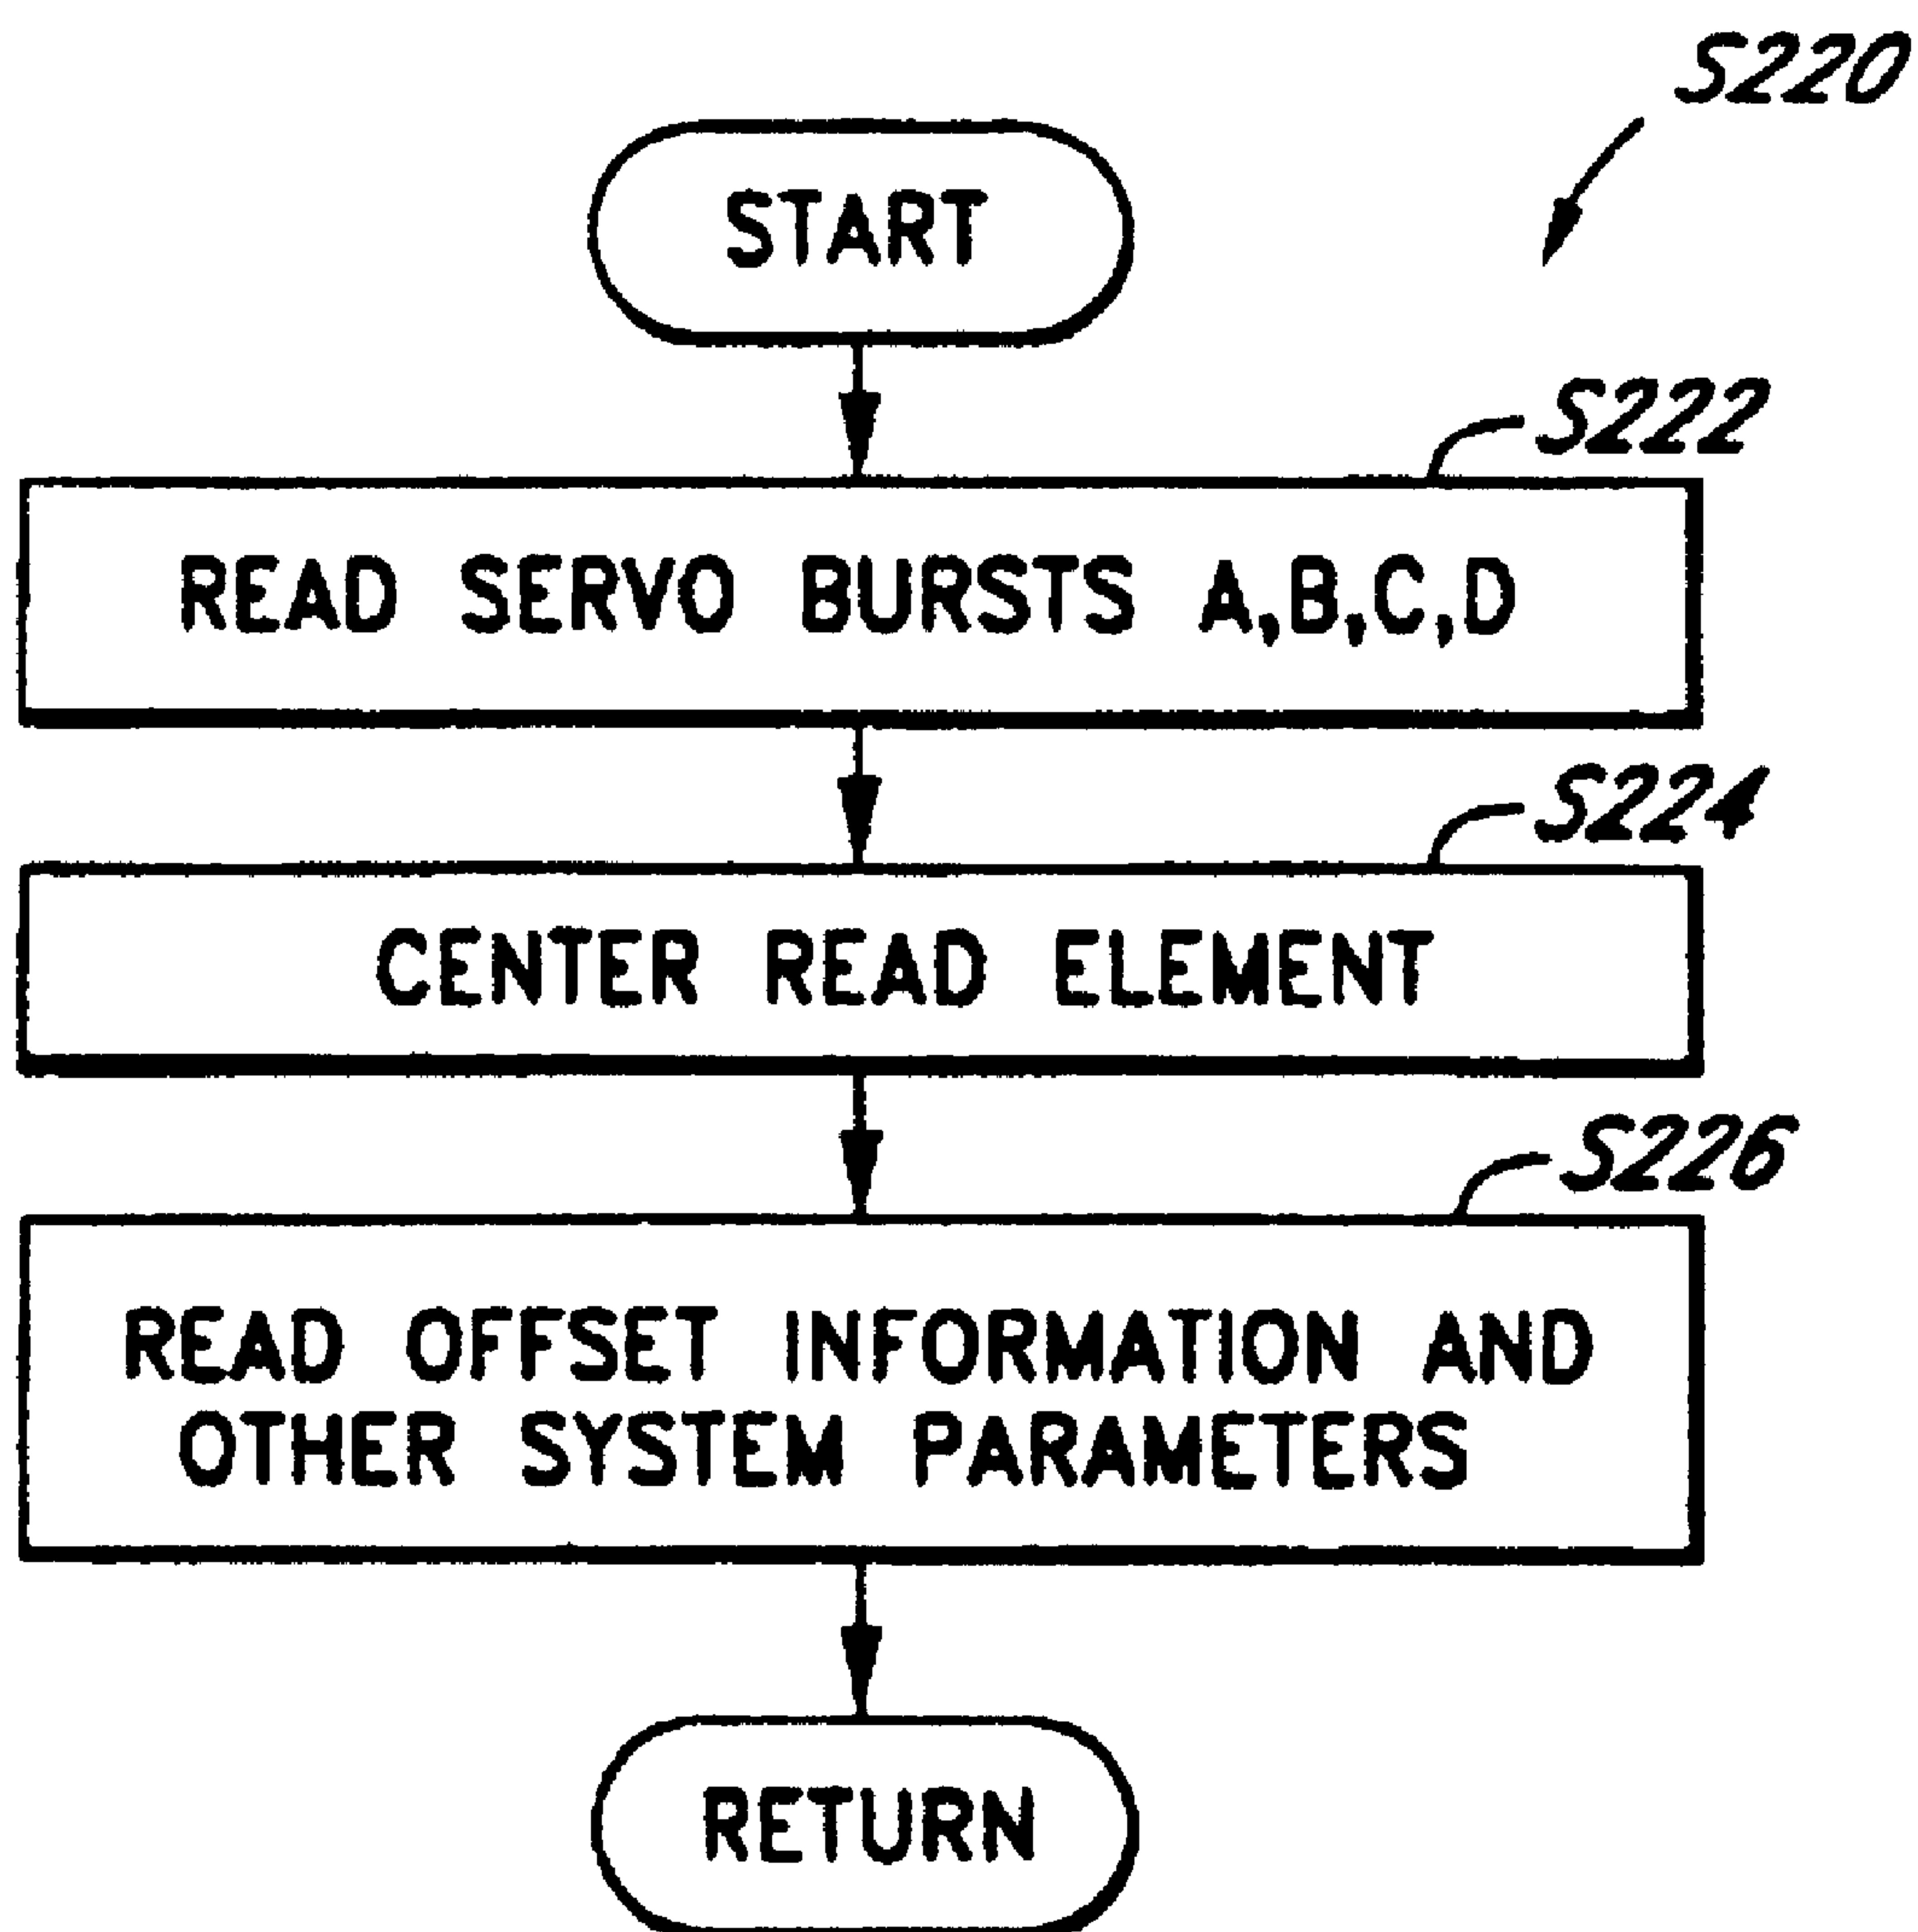 S220
START
S222
READ SERVO BURSTS A,B,C,D
S224
CENTER READ ELEMENT
S226
READ OFFSET INFORMATION AND
OTHER SYSTEM PARAMETERS
RETURN